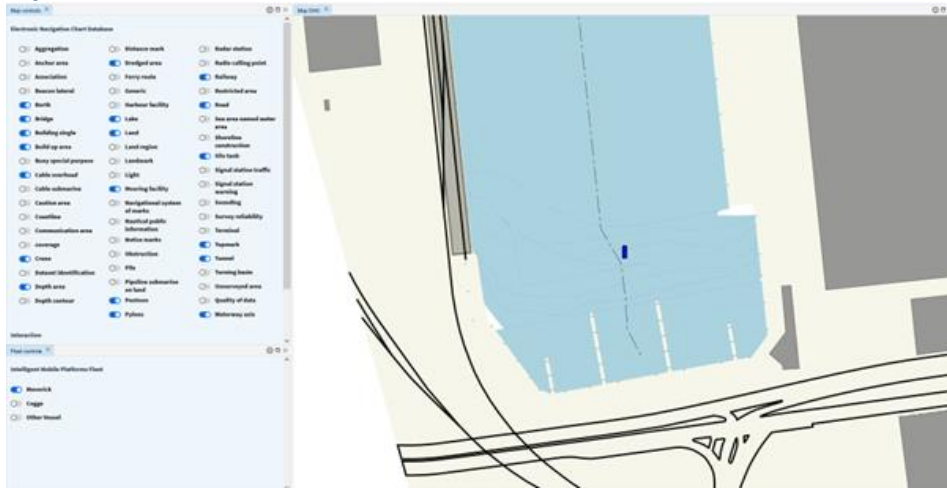 Map controls
Electronic Navigation Chart Database
Aggregation
Anchor area
Association
Beacon lateral
Berth
Bridge
Building single
Build up area
Buoy special purpose
Cable overhead
Cable submarine
Caution area
Coastline
Communication area
coverage
Crane
Dataset identification
Depth area
Depth contour
Distance mark
Dredged area
Ferry route
Generic
Harbour facility
Lake
Land
Land region
Landmark
Light
Mooring facility
Navigational system
of marks
Nautical public
information
Notice marks
Obstruction
Pile
Pipeline submarine
on land
Pontoon
Pylons
Radar station
Radio calling point
Railway
Restricted area
Road
Sea area named water
area
Shoreline
construction
Silo tank
Signal station traffic
Signal station
warning
Sounding
Survey reliability
Terminal
Topmark
Tunnel
Turning basin
Unsurveyed area
Quality of data
Waterway axis
Interaction
Fleet controls
Intelligent Mobile Platforms Fleet
Maverick
Cogge
Other Vessel